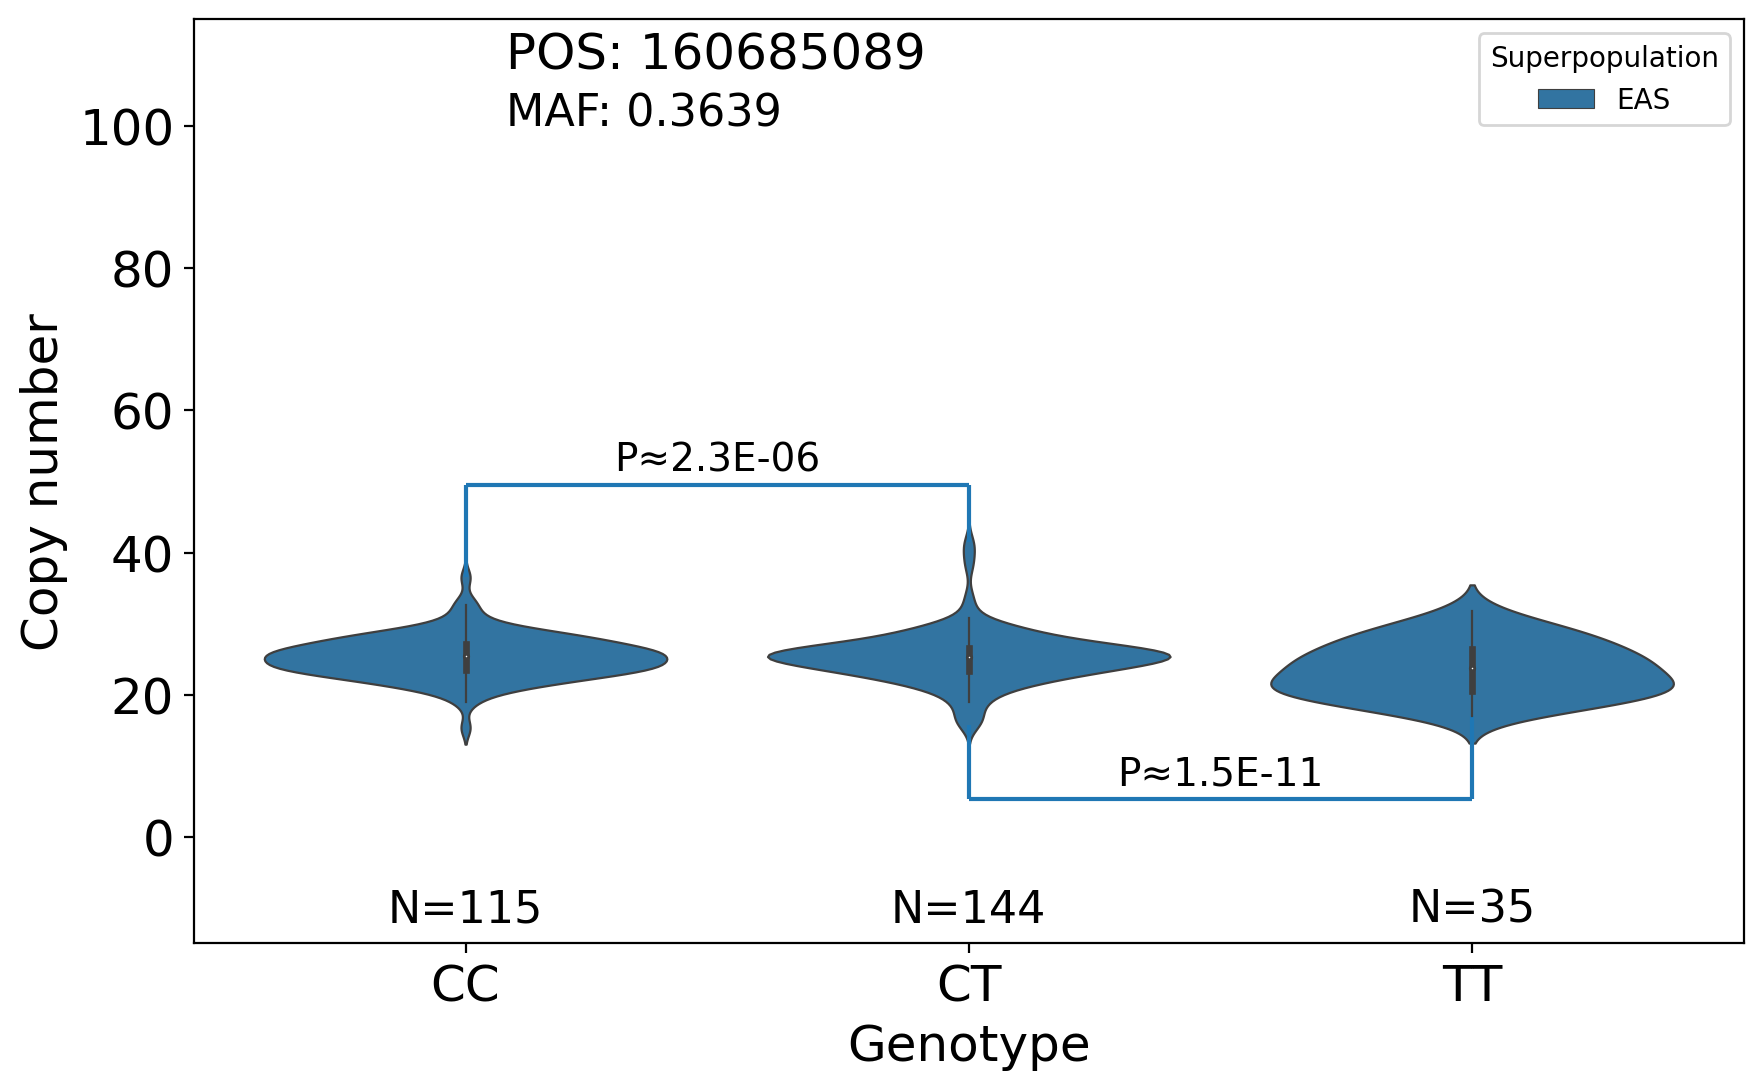 POS: 160685089
MAF: 0.3639
Superpopulation
EAS
100
80
60
40
20
0
Copy number
P≈2.3E-06
P≈1.5E-11
N=115
N=144
N=35
CC
CT
TT
Genotype